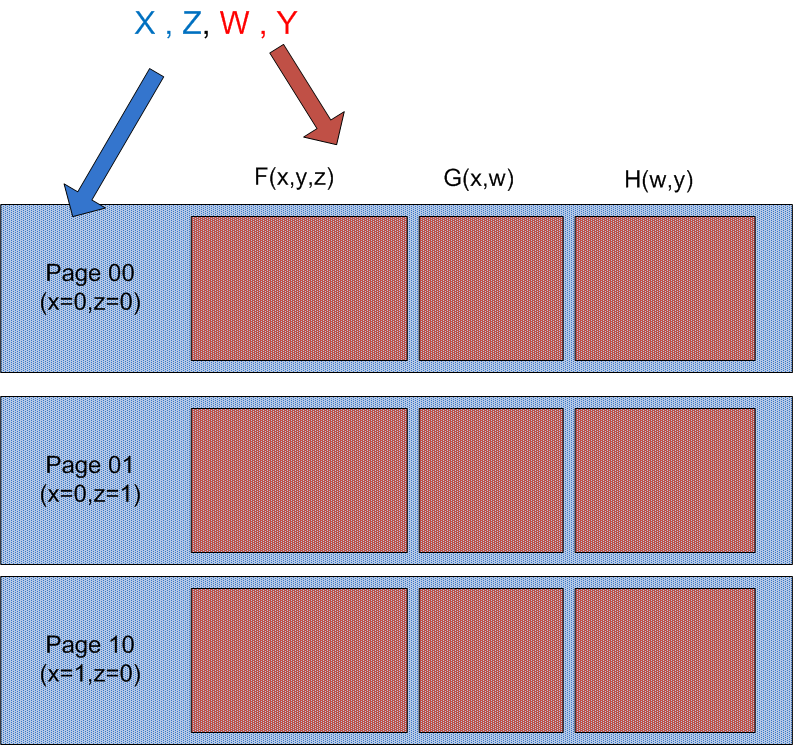 X , Z, W , Y
F(x,y,z) G(x,w) H(w,y)
Page 00
(x=0,z=0)
Page 01
(x=0,z=1)
Page 10
(x=1,z=0)